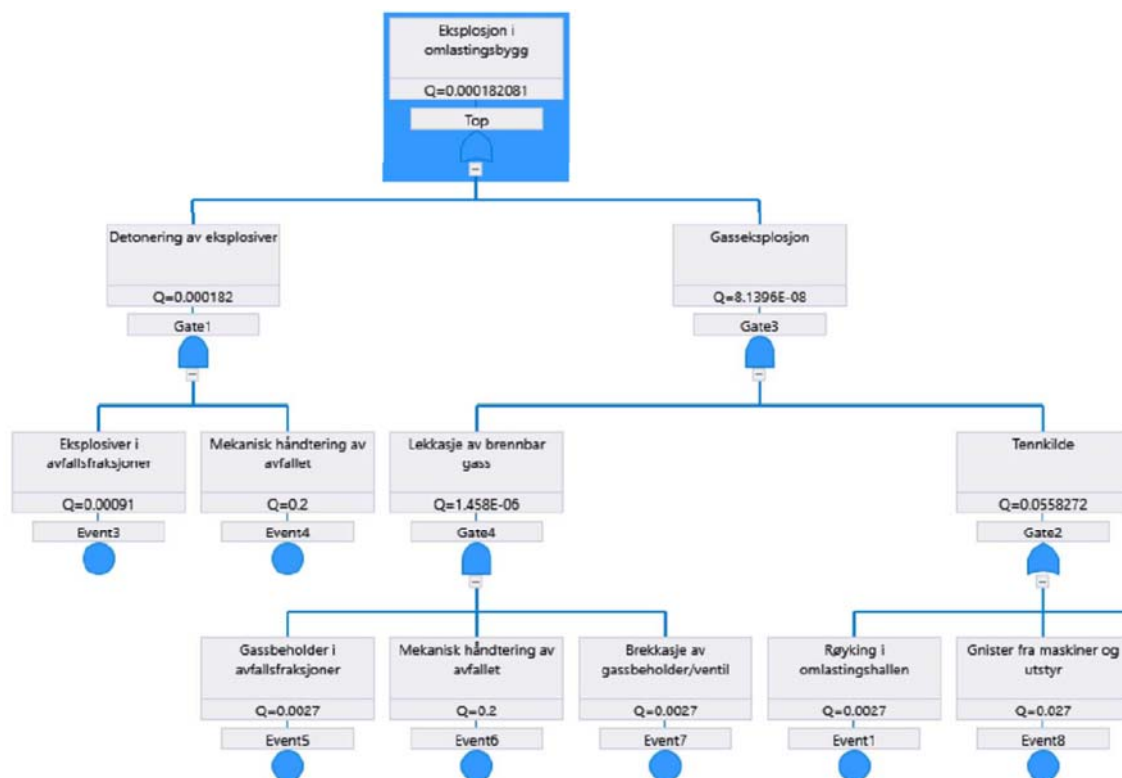 Eksplosjon i
omlastingsbygg
Q=0.000182081
Top
Detonering av eksplosiver
Q=0.000182
Gate1
Gasseksplosjon
Q=8.1396E-08
Gate3
Eksplosiver i
avfallsfraksjoner
Q=0.00091
Event3
Mekanisk håndtering av
avfallet
Q=0.2
Event4
Lekkasje av brennbar
gass
Q=1.458E-06
Gate4
Tennkilde
Q=0.0558272
Gate2
Gassbeholder i
avfallsfraksjoner
Q=0.0027
Event5
Mekanisk håndtering av
avfallet
Q=0.2
Event6
Brekkasje av
gassbeholder/ventil
Q=0.0027
Event7
Røyking i
omlastingshallen
Q=0.0027
Event1
Gnister fra maskiner og
utstyr
Q=0.027
Event8